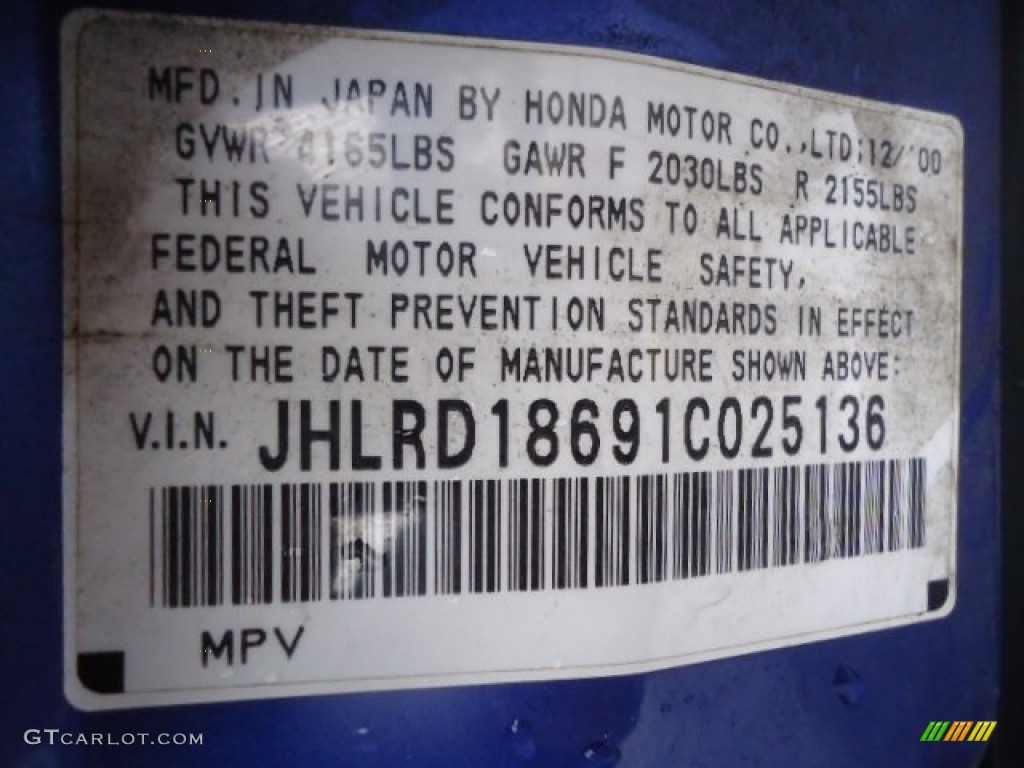 MFD. IN JAPAN BY HONDA MOTOR CO.,LTD; 12/'00
GVWR 4165LBS GAWR F 2030LBS R 2155LBS
THIS VEHICLE CONFORMS TO ALL APPLICABLE
FEDERAL MOTOR VEHICLE SAFETY,
AND THEFT PREVENTION STANDARDS IN EFFECT
ON THE DATE OF MANUFACTURE SHOWN ABOVE:
V.I.N. JHLRD18691C025136
MPV
GTCARLOT.COM